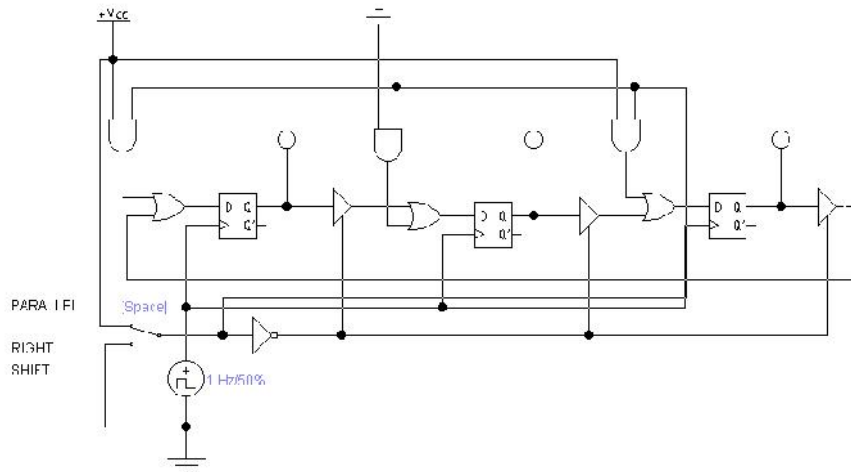 +Vcc
D Q
Q'
D Q
Q'
D Q
Q'
PARALLEL [Space]
RIGHT
SHIFT
1 Hz/50%